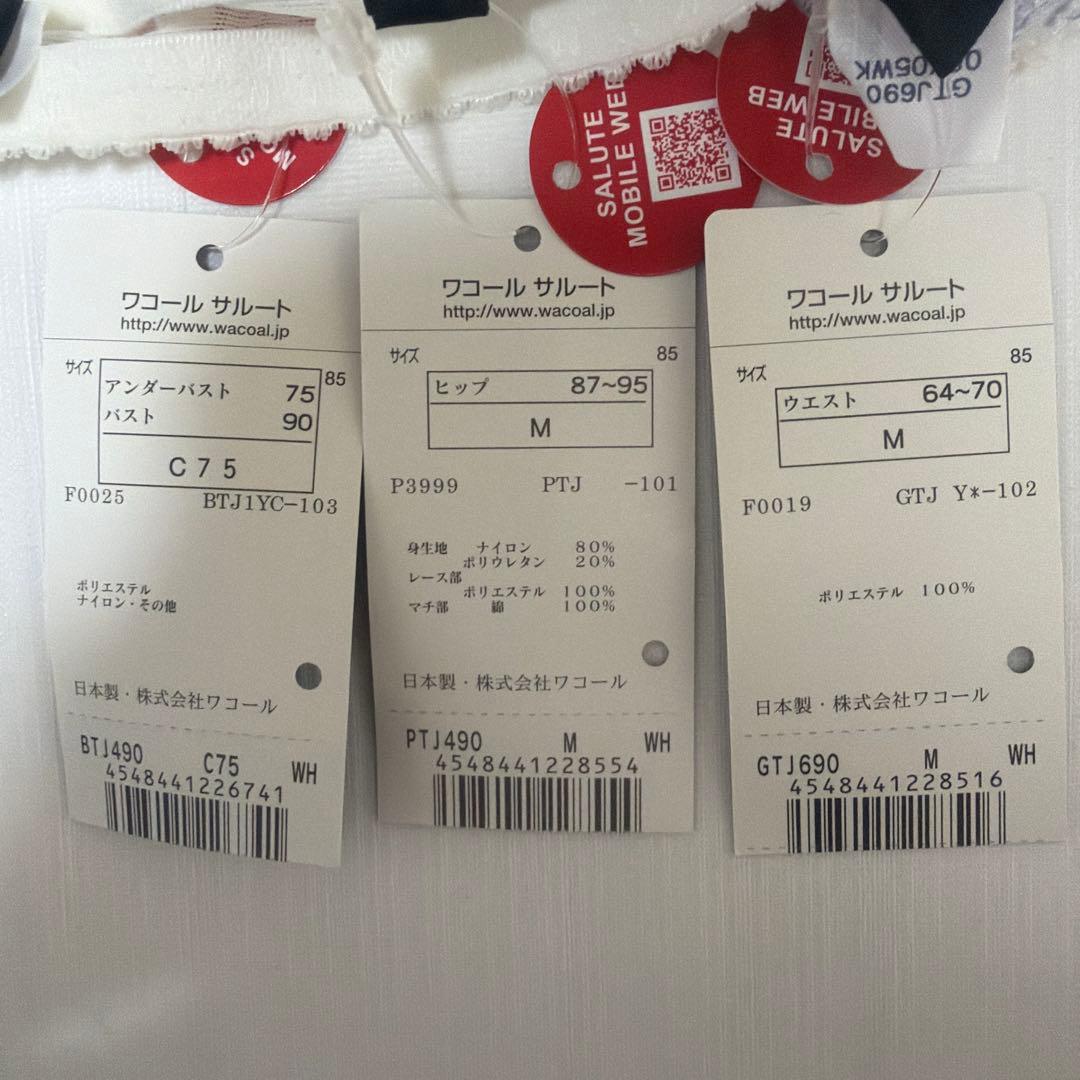 SALUTE
MOBILE WEB
SALUTE
BILE WEB
GTJ690
ワコール サルート
http://www.wacoal.jp
サイズ
85
アンダーバスト 75
バスト 90
C75
F0025 BTJ1YC-103
ポリエステル
ナイロン・その他
日本製・株式会社ワコール
BTJ490 C75 WH
4548441226741
ワコール サルート
http://www.wacoal.jp
サイズ
85
ヒップ 87~95
M
P3999 PTJ -101
身生地 ナイロン 80%
ポリウレタン 20%
レース部
ポリエステル 100%
マチ部 綿 100%
日本製・株式会社ワコール
PTJ490 M WH
4548441228554
ワコール サルート
http://www.wacoal.jp
サイズ
85
ウエスト 64~70
M
F0019 GTJ Y*-102
ポリエステル 100%
日本製・株式会社ワコール
GTJ690 M WH
4548441228516